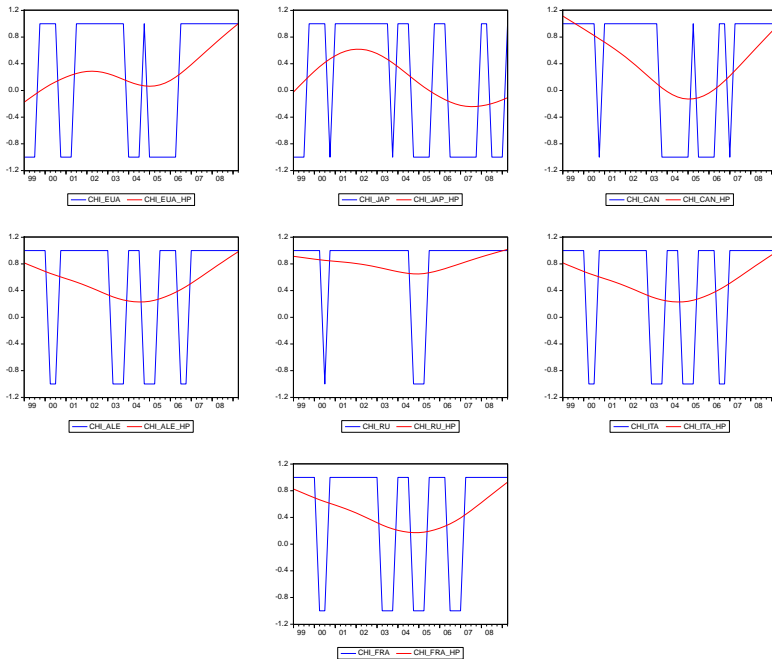 1.2 1.2 1.2
0.8 0.8 0.8
0.4 0.4 0.4
0.0 0.0 0.0
-0.4 -0.4 -0.4
-0.8 -0.8 -0.8
-1.2 -1.2 -1.2
99 00 01 02 03 04 05 06 07 08 99 00 01 02 03 04 05 06 07 08 99 00 01 02 03 04 05 06 07 08
CHI_EUA CHI_EUA_HP CHI_JAP CHI_JAP_HP CHI_CAN CHI_CAN_HP
1.2 1.2 1.2
0.8 0.8 0.8
0.4 0.4 0.4
0.0 0.0 0.0
-0.4 -0.4 -0.4
-0.8 -0.8 -0.8
-1.2 -1.2 -1.2
99 00 01 02 03 04 05 06 07 08 99 00 01 02 03 04 05 06 07 08 99 00 01 02 03 04 05 06 07 08
CHI_ALE CHI_ALE_HP CHI_RU CHI_RU_HP CHI_ITA CHI_ITA_HP
1.2
0.8
0.4
0.0
-0.4
-0.8
-1.2
99 00 01 02 03 04 05 06 07 08
CHI_FRA CHI_FRA_HP